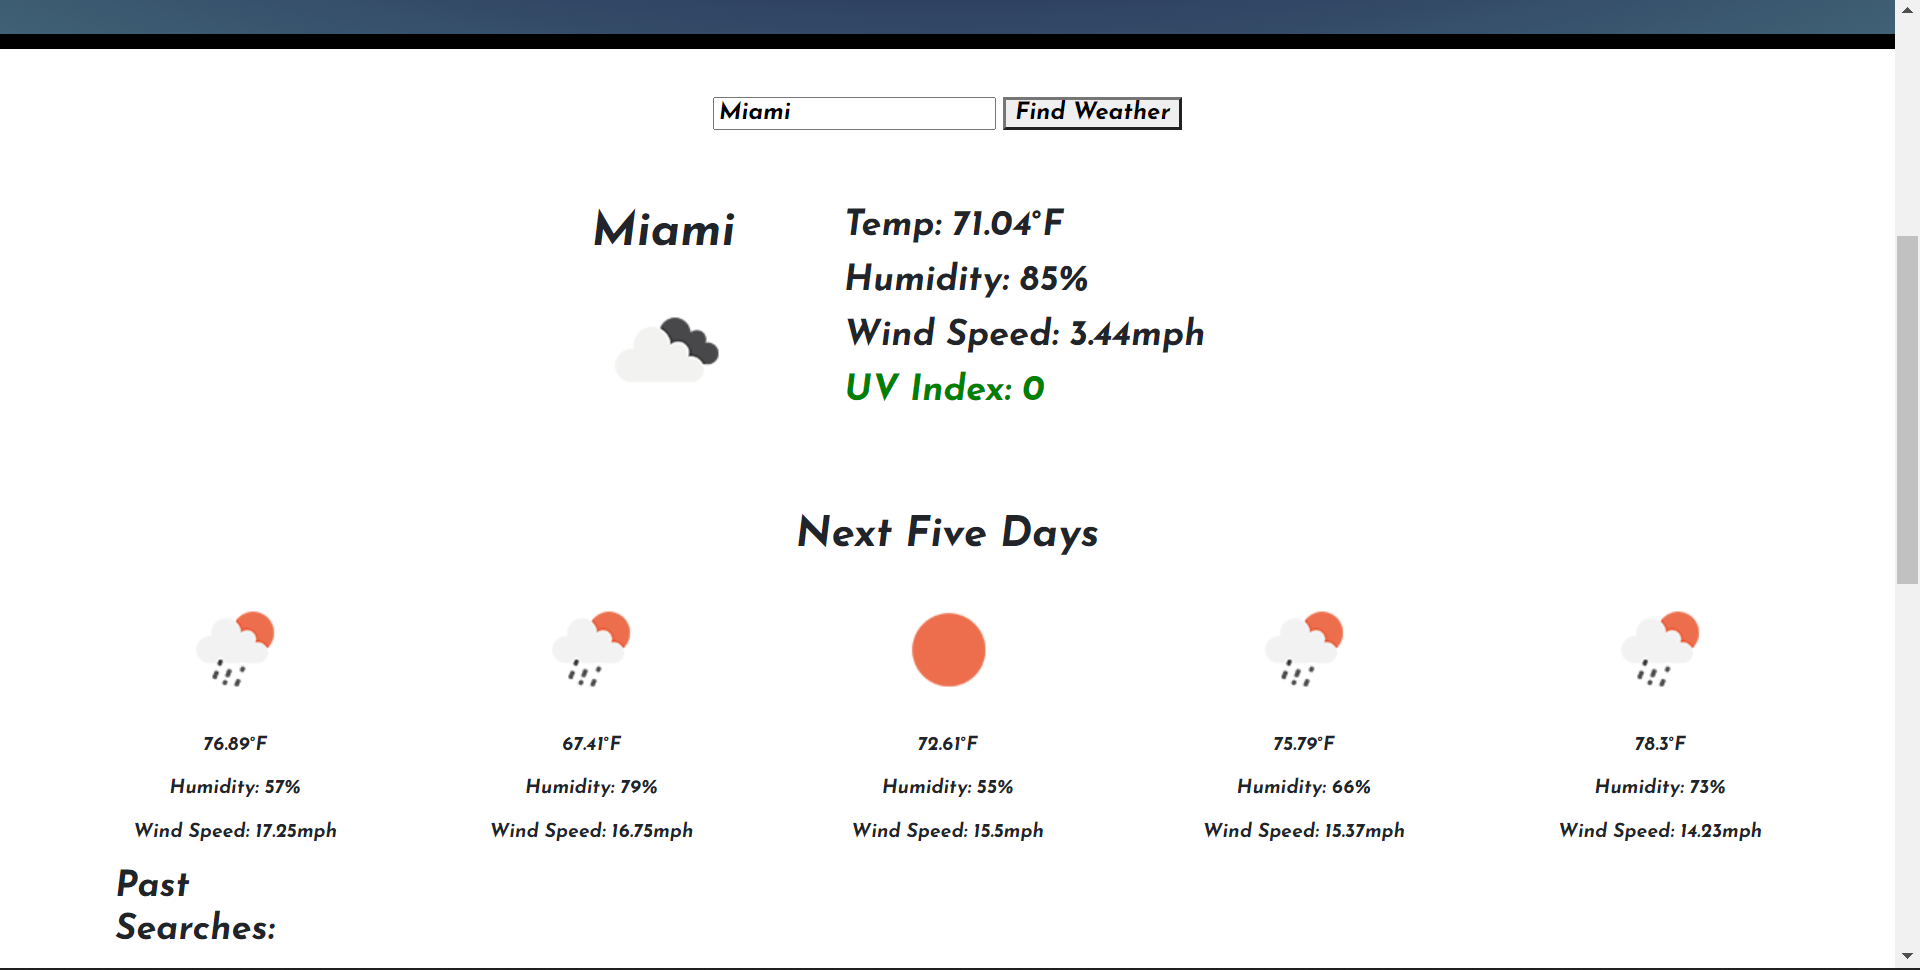 Miami
Find Weather
Miami
Temp: 71.04°F
Humidity: 85%
Wind Speed: 3.44mph
UV Index: 0
Next Five Days
76.89°F
Humidity: 57%
Wind Speed: 17.25mph
67.41°F
Humidity: 79%
Wind Speed: 16.75mph
72.61°F
Humidity: 55%
Wind Speed: 15.5mph
75.79°F
Humidity: 66%
Wind Speed: 15.37mph
78.3°F
Humidity: 73%
Wind Speed: 14.23mph
Past
Searches: